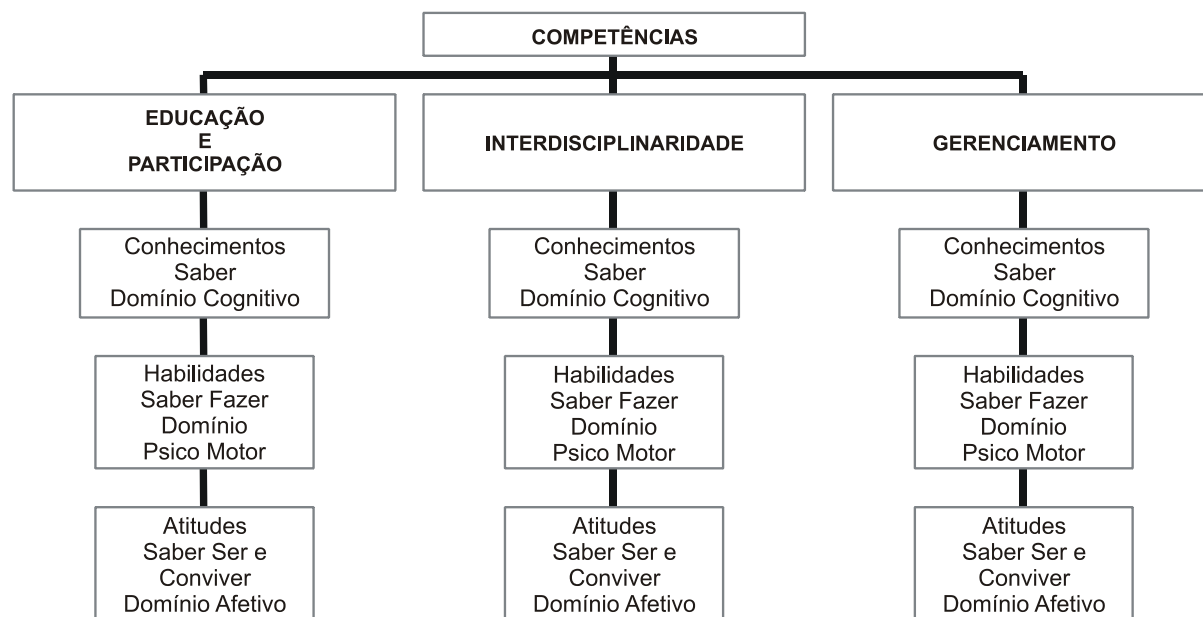 COMPETÊNCIAS
EDUCAÇÃO
E
PARTICIPAÇÃO
INTERDISCIPLINARIDADE
GERENCIAMENTO
Conhecimentos
Saber
Domínio Cognitivo
Conhecimentos
Saber
Domínio Cognitivo
Conhecimentos
Saber
Domínio Cognitivo
Habilidades
Saber Fazer
Domínio
Psico Motor
Habilidades
Saber Fazer
Domínio
Psico Motor
Habilidades
Saber Fazer
Domínio
Psico Motor
Atitudes
Saber Ser e
Conviver
Domínio Afetivo
Atitudes
Saber Ser e
Conviver
Domínio Afetivo
Atitudes
Saber Ser e
Conviver
Domínio Afetivo